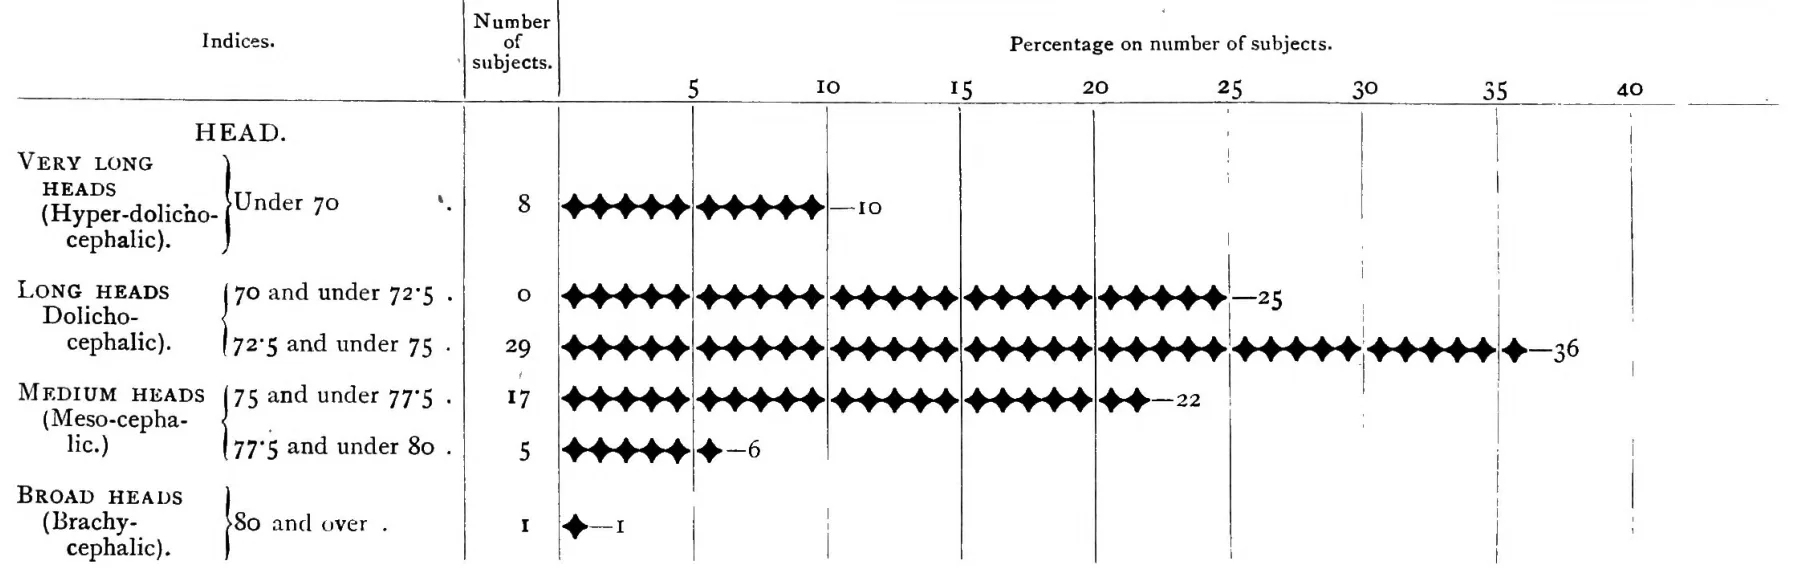 Indices.
Number
of
subjects.
Percentage on number of subjects.
5 10 15 20 25 30 35 40
HEAD.
VERY LONG
HEADS
(Hyper-dolicho-
cephalic).
Under 70 . 8 —10
LONG HEADS
Dolicho-
cephalic).
70 and under 72·5 . 0 —25
72·5 and under 75 . 29 —36
MEDIUM HEADS
(Meso-cepha-
lic.)
75 and under 77·5 . 17 —22
77·5 and under 80 . 5 —6
BROAD HEADS
(Brachy-
cephalic).
80 and over . 1 —1